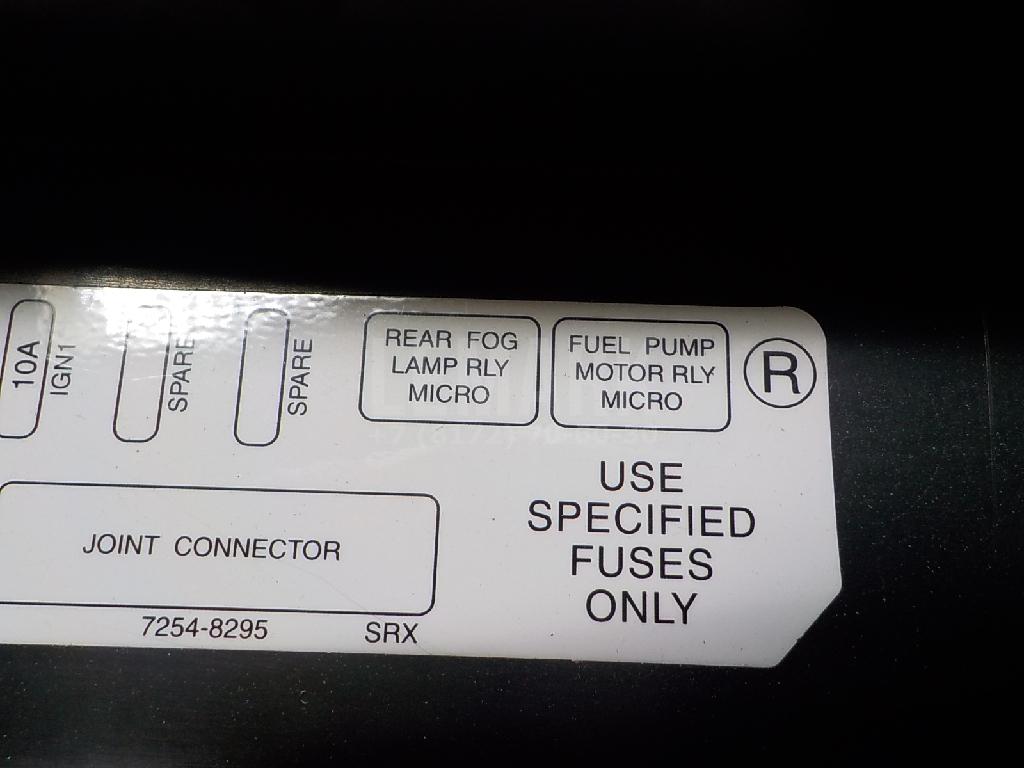 10A
IGN1
SPARE
SPARE
REAR FOG
LAMP RLY
MICRO
FUEL PUMP
MOTOR RLY
MICRO
R
USE
SPECIFIED
FUSES
ONLY
JOINT CONNECTOR
7254-8295
SRX